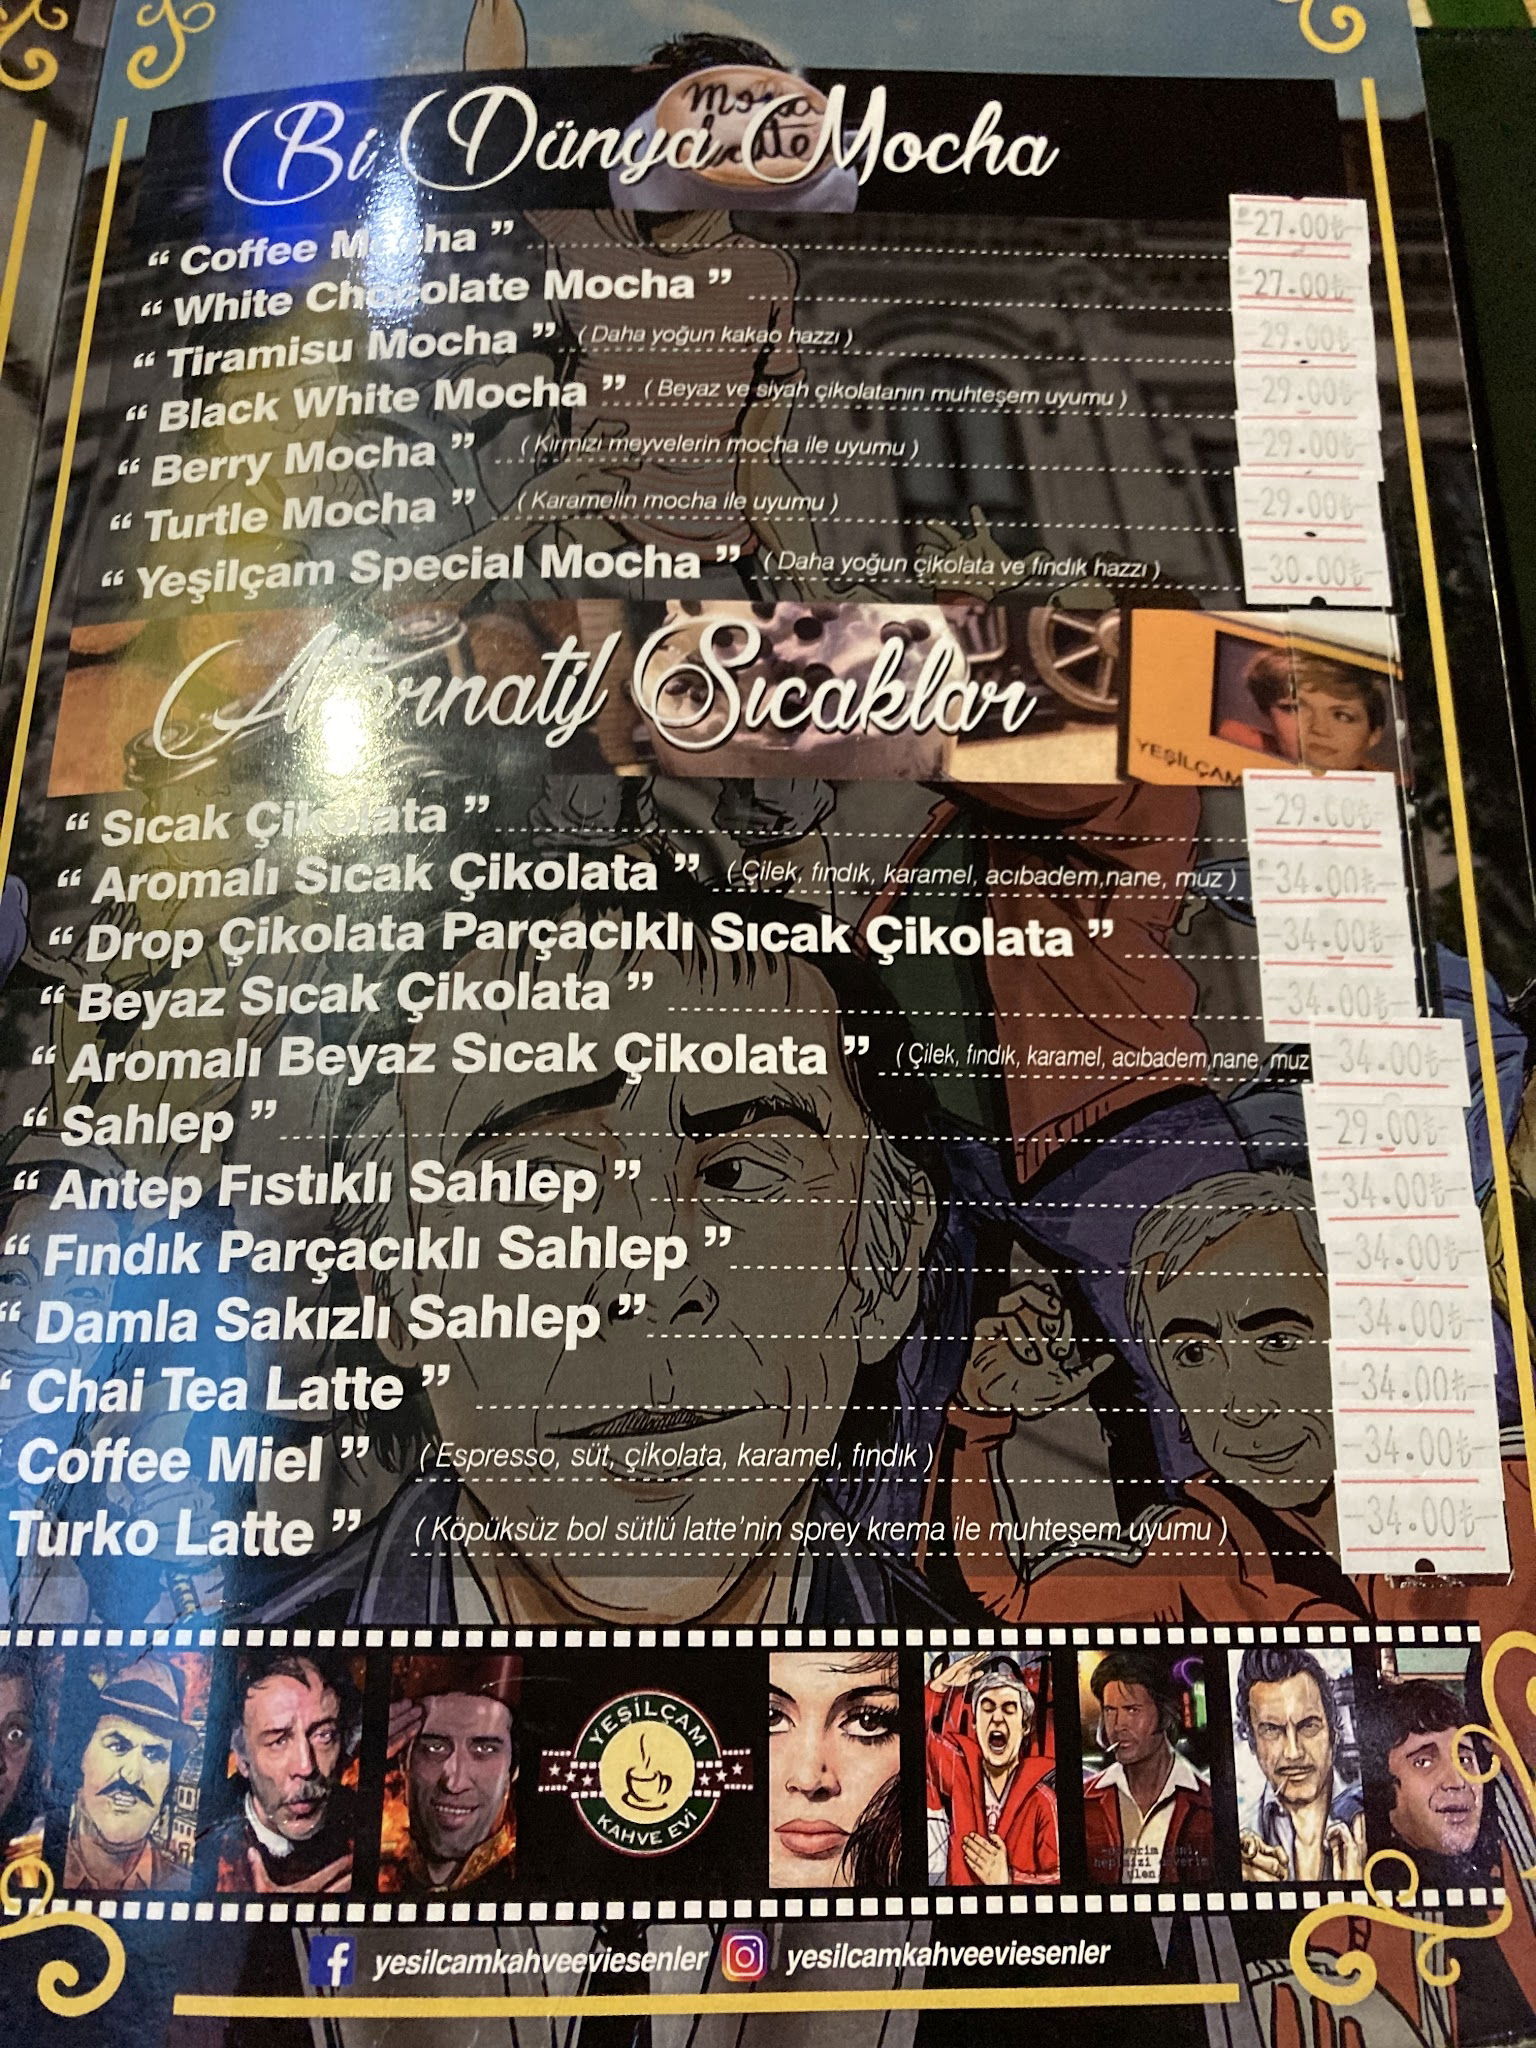 Bi Dünya Mocha
“ Coffee Mocha ” -27.00₺-
“ White Chocolate Mocha ” -27.00₺-
“ Tiramisu Mocha ” ( Daha yoğun kakao hazzı ) -29.00₺-
“ Black White Mocha ” ( Beyaz ve siyah çikolatanın muhteşem uyumu ) -29.00₺-
“ Berry Mocha ” ( Kırmızı meyvelerin mocha ile uyumu ) -29.00₺-
“ Turtle Mocha ” ( Karamelin mocha ile uyumu ) -29.00₺-
“ Yeşilçam Special Mocha ” ( Daha yoğun çikolata ve fındık hazzı ) -30.00₺-
Alternatif Sıcaklar
YEŞİLÇAM
“ Sıcak Çikolata ” -29.00₺-
“ Aromalı Sıcak Çikolata ” ( Çilek, fındık, karamel, acıbadem,nane, muz ) -34.00₺-
“ Drop Çikolata Parçacıklı Sıcak Çikolata ” -34.00₺-
“ Beyaz Sıcak Çikolata ” -34.00₺-
“ Aromalı Beyaz Sıcak Çikolata ” ( Çilek, fındık, karamel, acıbadem,nane, muz -34.00₺-
“ Sahlep ” -29.00₺-
“ Antep Fıstıklı Sahlep ” -34.00₺-
“ Fındık Parçacıklı Sahlep ” -34.00₺-
“ Damla Sakızlı Sahlep ” -34.00₺-
“ Chai Tea Latte ” -34.00₺-
Coffee Miel ” ( Espresso, süt, çikolata, karamel, fındık ) -34.00₺-
Turko Latte ” ( Köpüksüz bol sütlü latte’nin sprey krema ile muhteşem uyumu ) -34.00₺-
YEŞİLÇAM
KAHVE EVİ
yesilcamkahveeviesenler yesilcamkahveeviesenler